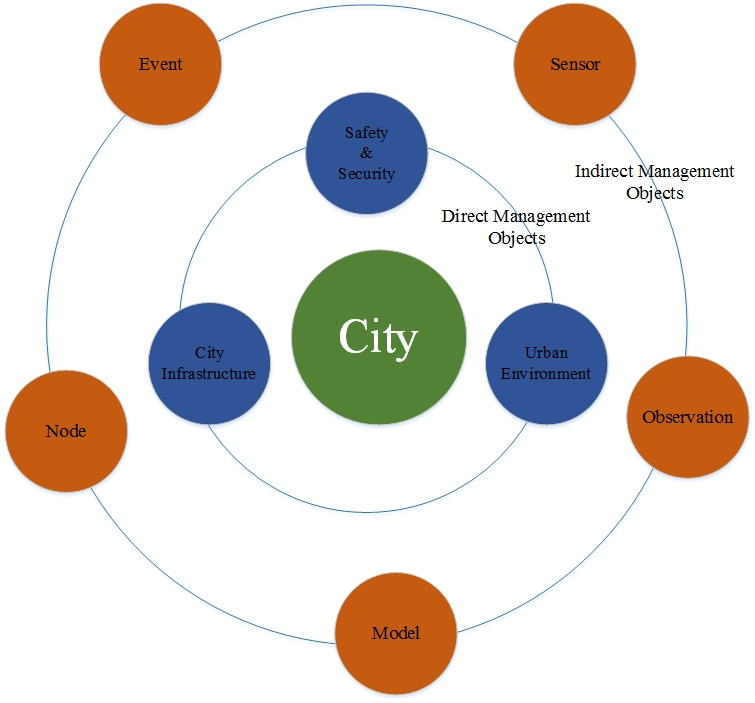 Event
Sensor
Safety
&
Security
Indirect Management
Objects
Direct Management
Objects
City
City
Infrastructure
Urban
Environment
Node
Observation
Model